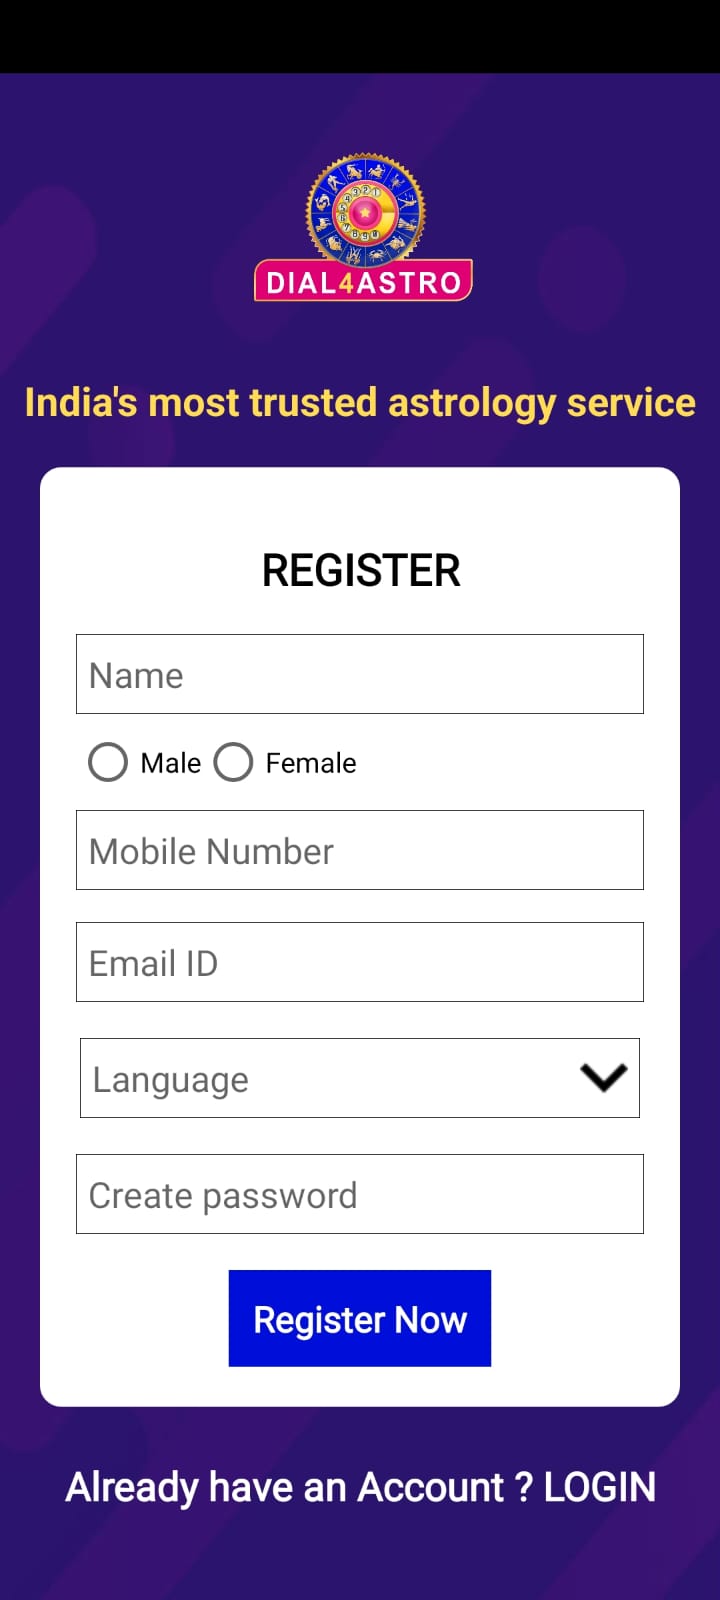 DIAL4ASTRO
India's most trusted astrology service
REGISTER
Name
Male Female
Mobile Number
Email ID
Language
Create password
Register Now
Already have an Account ? LOGIN